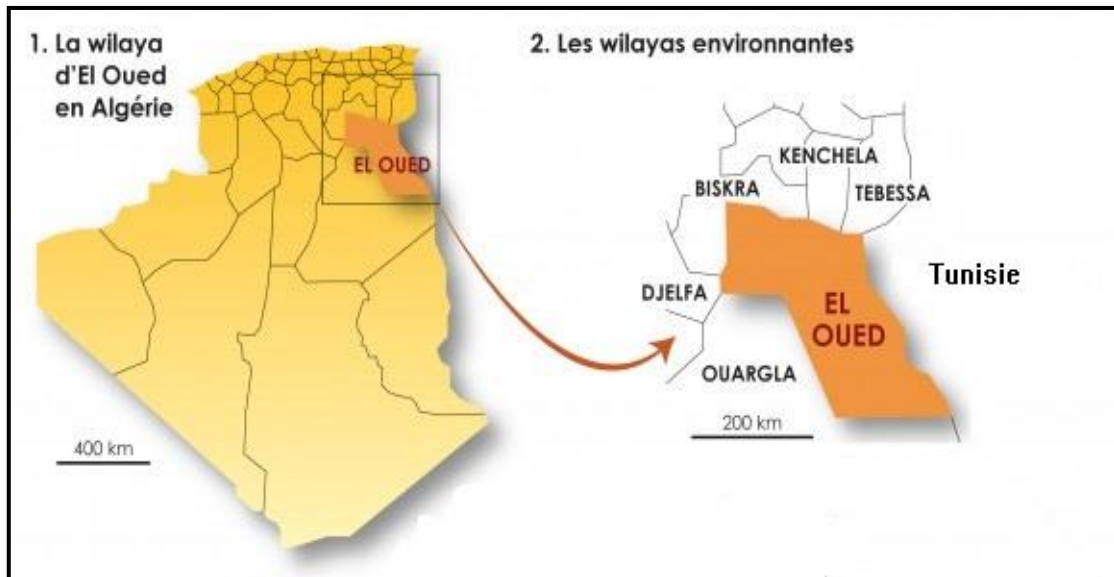 1. La wilaya
d'El Oued
en Algérie
EL OUED
400 km
2. Les wilayas environnantes
KENCHELA
BISKRA
TEBESSA
Tunisie
DJELFA
EL
OUED
OUARGLA
200 km